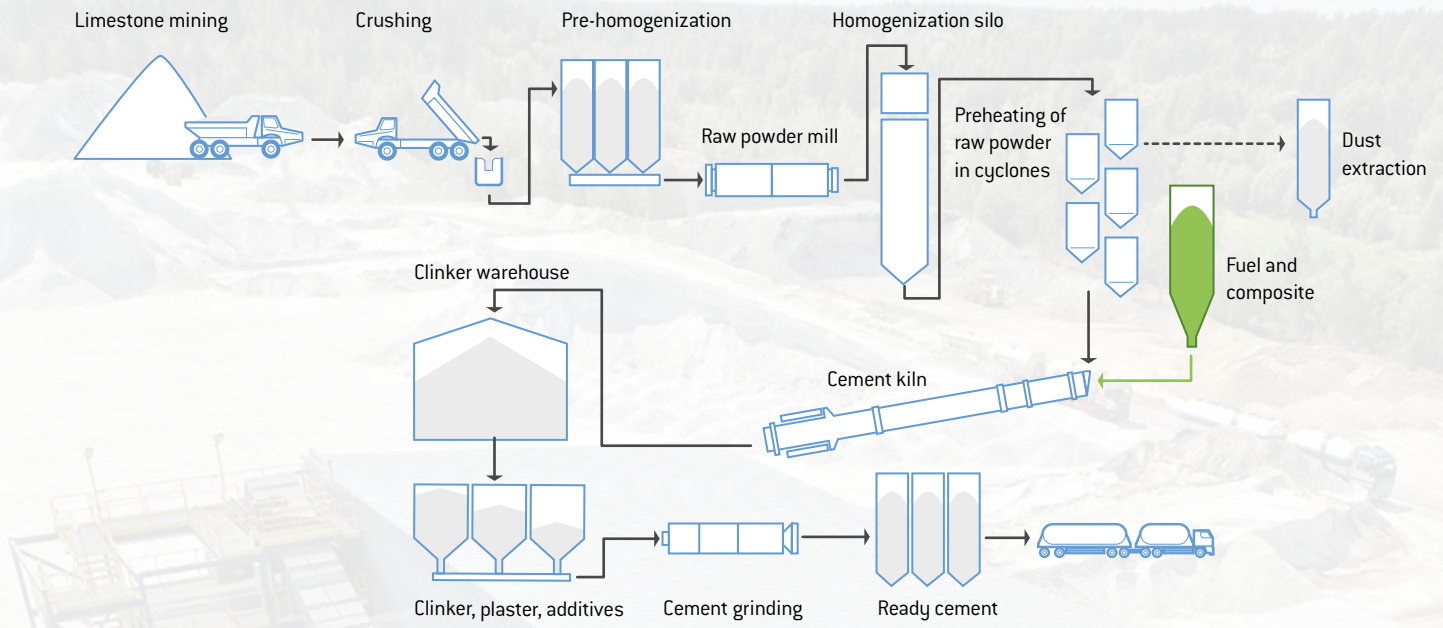 Limestone mining
Crushing
Pre-homogenization
Homogenization silo
Raw powder mill
Preheating of
raw powder
in cyclones
Dust
extraction
Fuel and
composite
Clinker warehouse
Cement kiln
Clinker, plaster, additives
Cement grinding
Ready cement